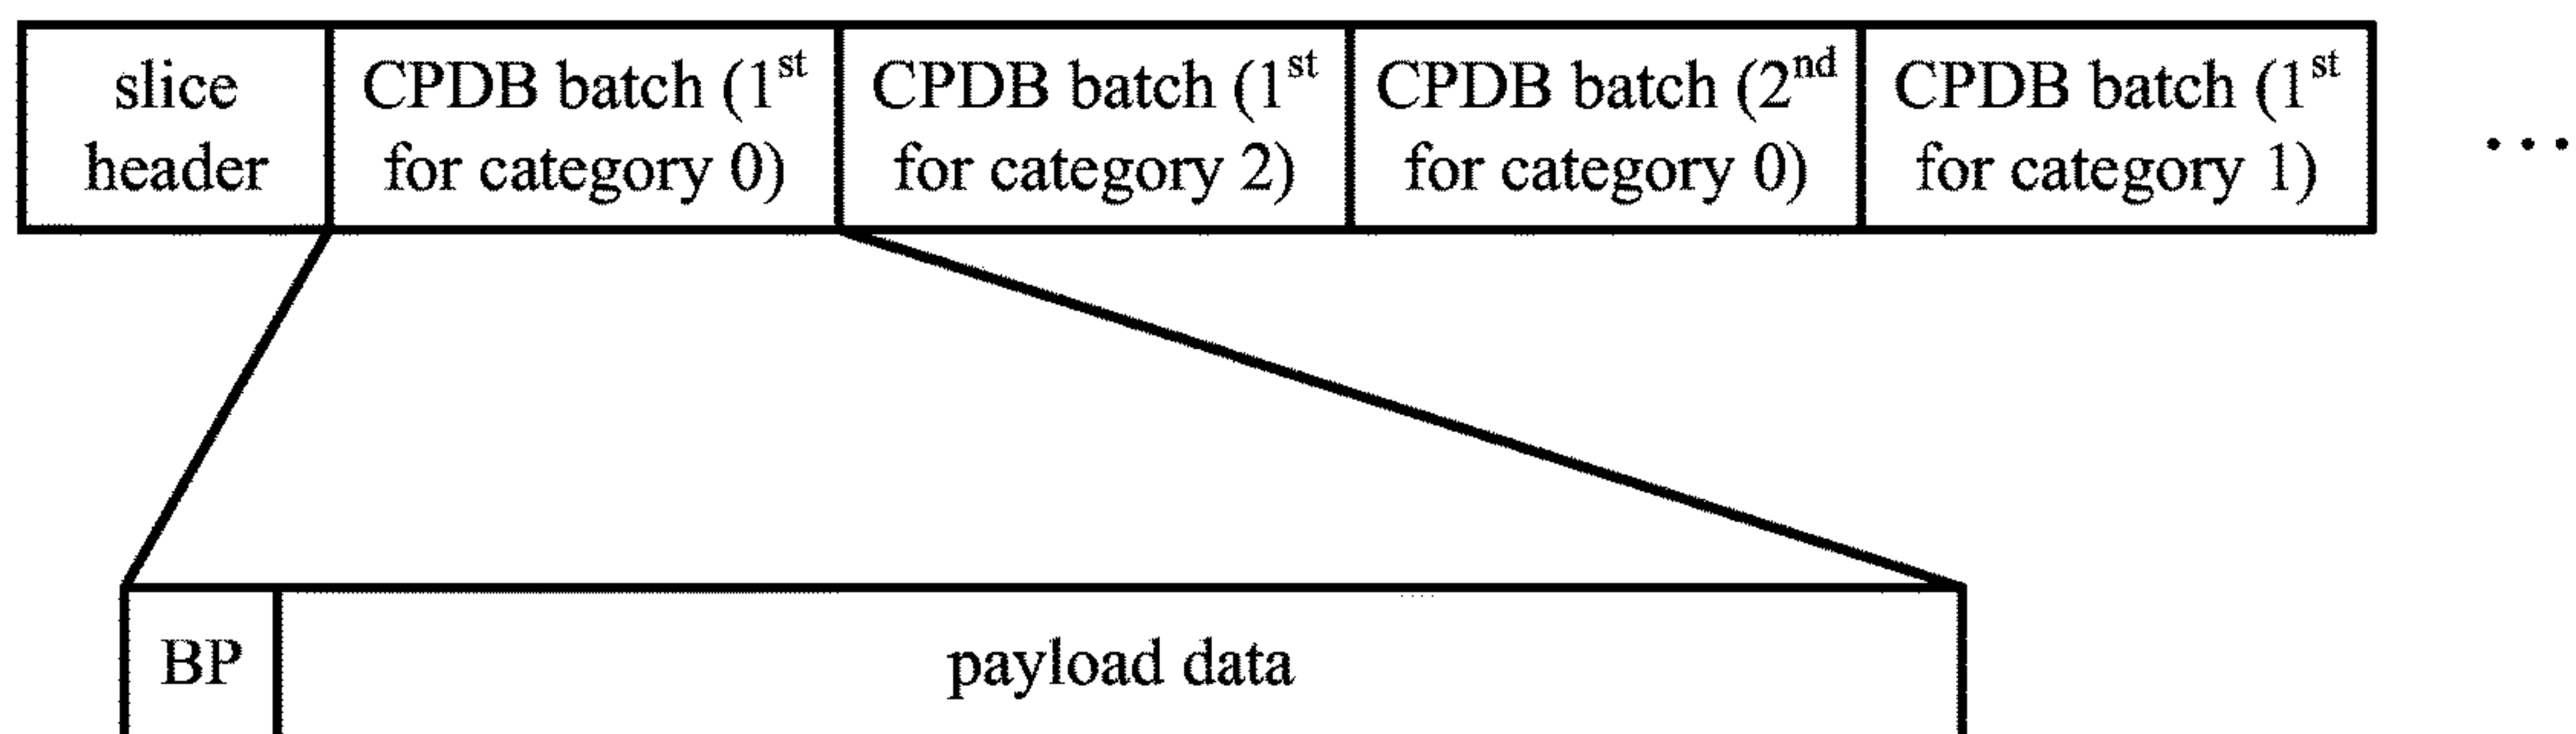 slice
header
CPDB batch (1st
for category 0)
CPDB batch (1st
for category 2)
CPDB batch (2nd
for category 0)
CPDB batch (1st
for category 1)
...
BP
payload data